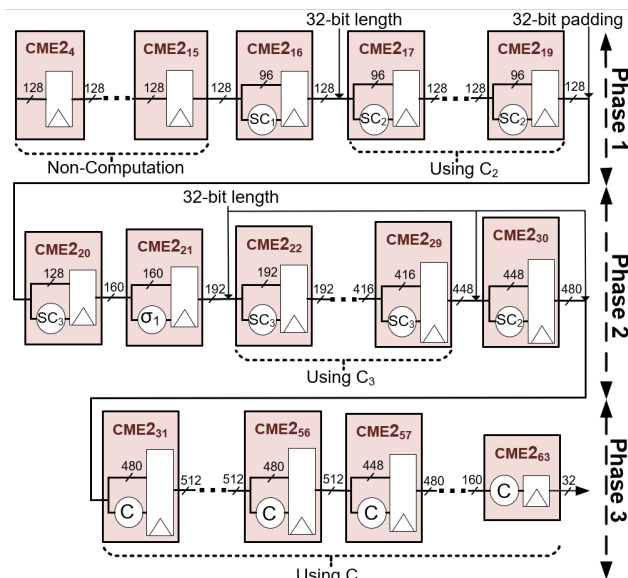 32-bit length 32-bit padding
CME2₄ CME2₁₅ CME2₁₆ CME2₁₇ CME2₁₉
128 128 128 128 96 128 96 128 128 96 128
SC₁ SC₂ SC₂
Non-Computation Using C₂
Phase 1
32-bit length
CME2₂₀ CME2₂₁ CME2₂₂ CME2₂₉ CME2₃₀
128 160 160 192 192 192 416 416 448 448 480
SC₃ σ₁ SC₃ SC₃ SC₂
Using C₃
Phase 2
CME2₃₁ CME2₅₆ CME2₅₇ CME2₆₃
480 512 512 480 512 448 480 160 32
C C C C
Using C
Phase 3